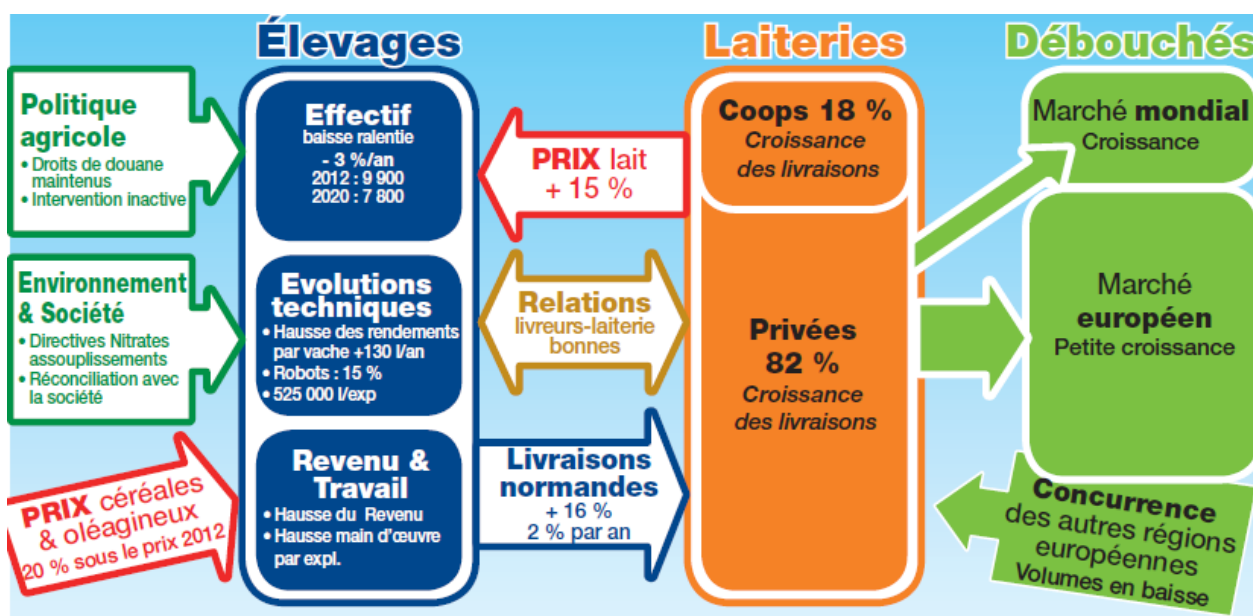 Élevages
Laiteries
Débouchés
Politique
agricole
• Droits de douane
maintenus
• Intervention inactive
Environnement
& Société
• Directives Nitrates
assouplissements
• Réconciliation avec
la société
PRIX céréales
& oléagineux
20 % sous le prix 2012
Effectif
baisse ralentie
- 3 %/an
2012 : 9 900
2020 : 7 800
Evolutions
techniques
• Hausse des rendements
par vache +130 l/an
• Robots : 15 %
• 525 000 l/exp
Revenu &
Travail
• Hausse du Revenu
• Hausse main d'œuvre
par expl.
PRIX lait
+ 15 %
Relations
livreurs-laiterie
bonnes
Livraisons
normandes
+ 16 %
2 % par an
Coops 18 %
Croissance
des livraisons
Privées
82 %
Croissance
des livraisons
Marché mondial
Croissance
Marché
européen
Petite croissance
Concurrence
des autres régions
européennes
Volumes en baisse